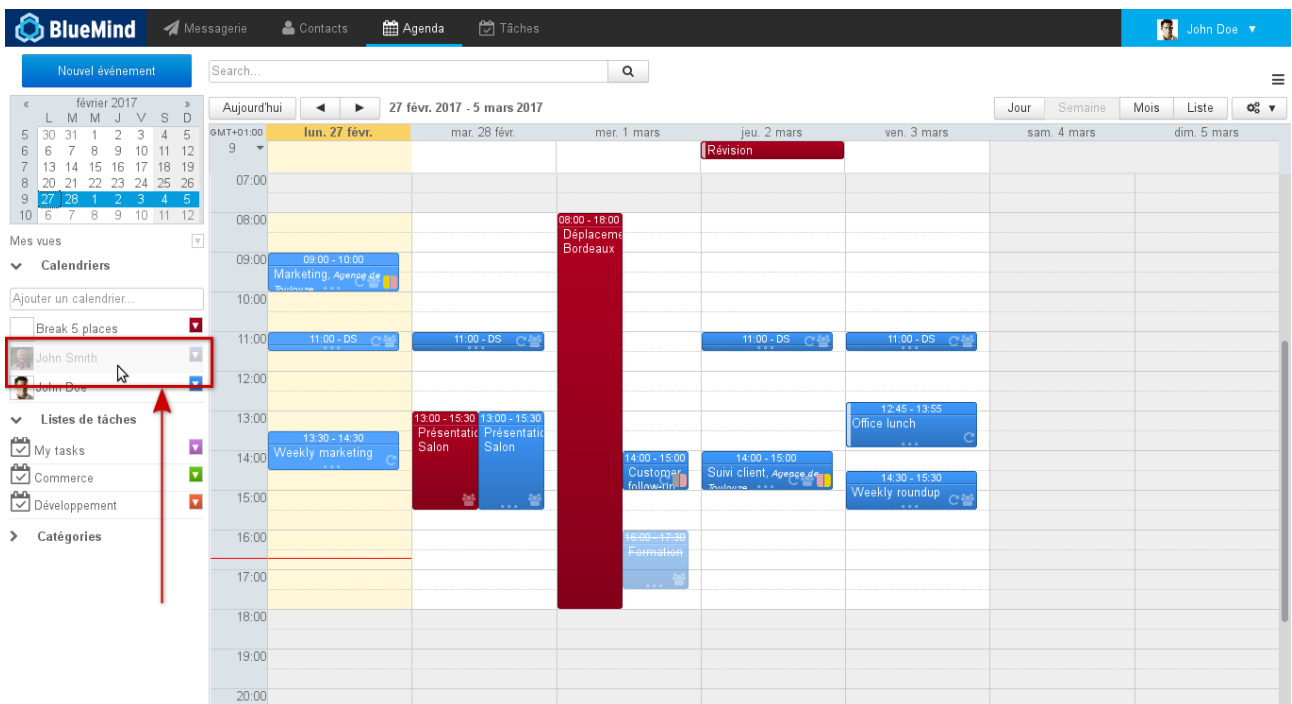 BlueMind Messagerie Contacts Agenda Tâches John Doe
Nouvel événement
Search...
« février 2017 »
L M M J V S D
5 30 31 1 2 3 4 5
6 6 7 8 9 10 11 12
7 13 14 15 16 17 18 19
8 20 21 22 23 24 25 26
9 27 28 1 2 3 4 5
10 6 7 8 9 10 11 12
Mes vues
Calendriers
Ajouter un calendrier...
Break 5 places
John Smith
John Doe
Listes de tâches
My tasks
Commerce
Développement
Catégories
Aujourd'hui 27 févr. 2017 - 5 mars 2017 Jour Semaine Mois Liste
GMT+01:00 lun. 27 févr. mar. 28 févr. mer. 1 mars jeu. 2 mars ven. 3 mars sam. 4 mars dim. 5 mars
9
Révision
07:00
08:00
09:00
10:00
11:00
12:00
13:00
14:00
15:00
16:00
17:00
18:00
19:00
20:00
09:00 - 10:00
Marketing, Agence de
Toulouse
11:00 - DS
13:30 - 14:30
Weekly marketing
11:00 - DS
13:00 - 15:30
Présentatic
Salon
13:00 - 15:30
Présentatic
Salon
08:00 - 18:00
Déplaceme
Bordeaux
14:00 - 15:00
Customer
follow-up
16:00 - 17:30
Formation
11:00 - DS
14:00 - 15:00
Suivi client, Agence de
Toulouse
11:00 - DS
12:45 - 13:55
Office lunch
14:30 - 15:30
Weekly roundup